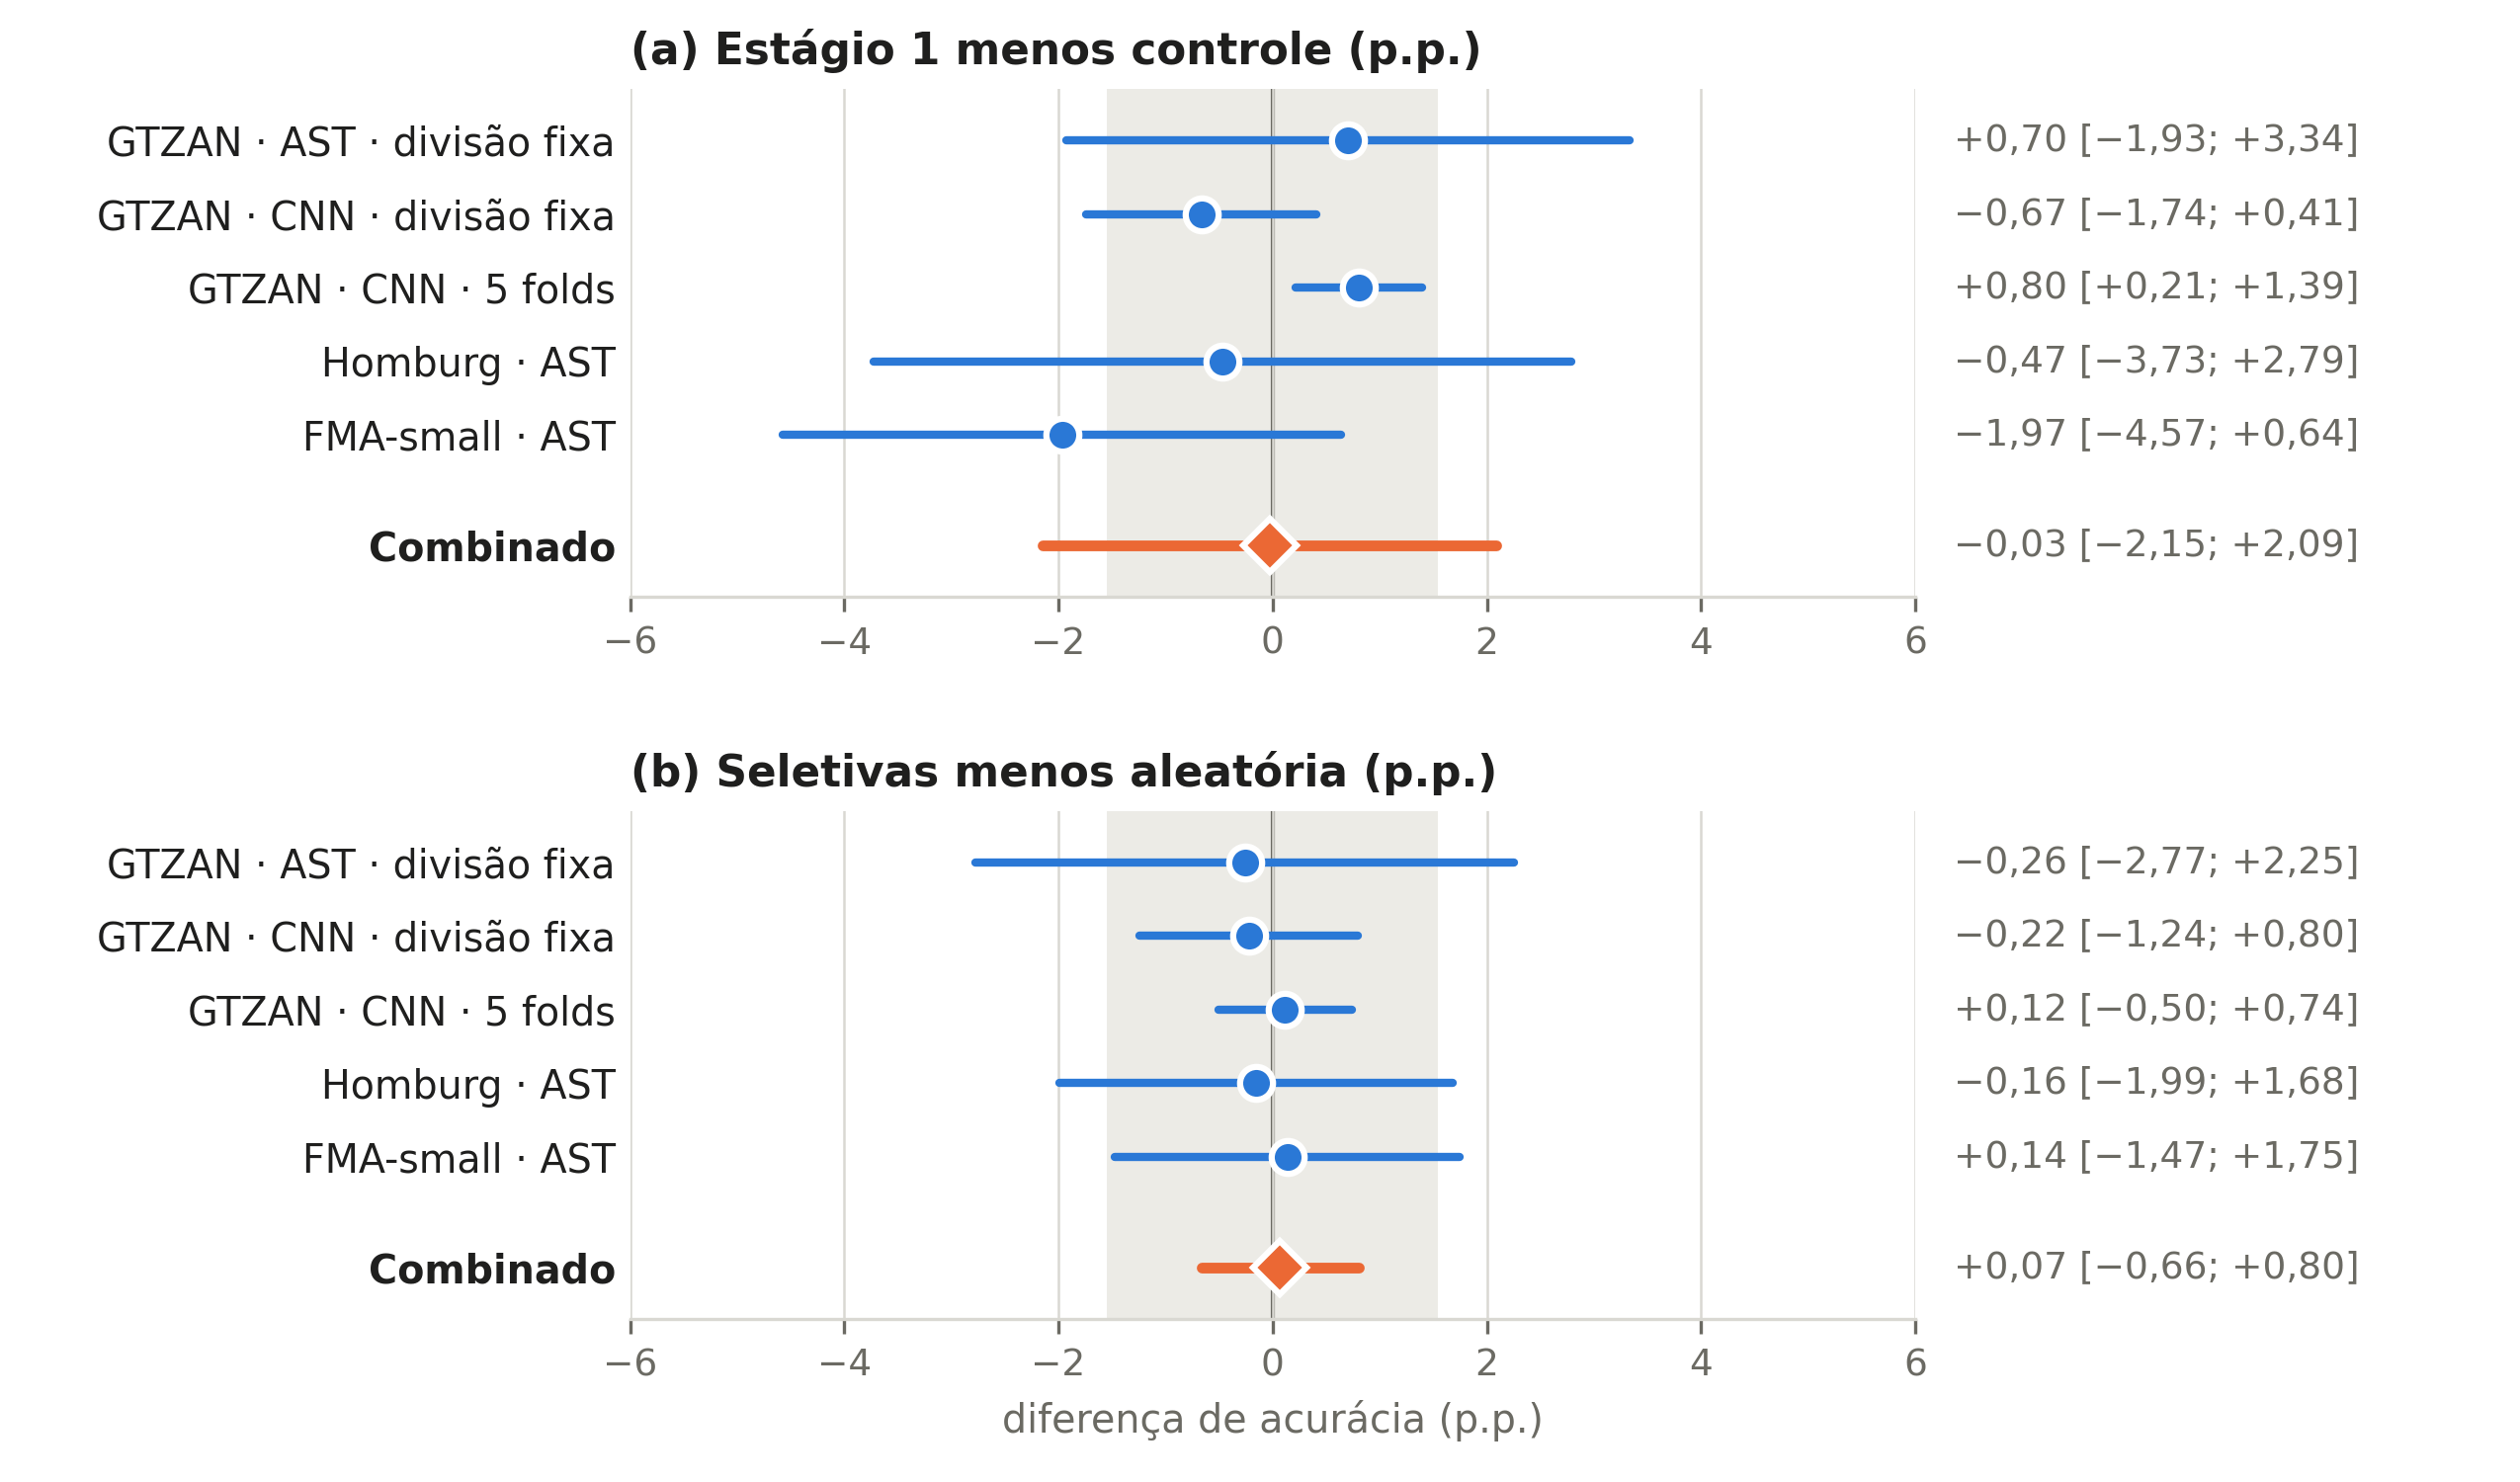 (a) Estágio 1 menos controle (p.p.)
GTZAN · AST · divisão fixa +0,70 [−1,93; +3,34]
GTZAN · CNN · divisão fixa −0,67 [−1,74; +0,41]
GTZAN · CNN · 5 folds +0,80 [+0,21; +1,39]
Homburg · AST −0,47 [−3,73; +2,79]
FMA-small · AST −1,97 [−4,57; +0,64]
Combinado −0,03 [−2,15; +2,09]
−6 −4 −2 0 2 4 6
(b) Seletivas menos aleatória (p.p.)
GTZAN · AST · divisão fixa −0,26 [−2,77; +2,25]
GTZAN · CNN · divisão fixa −0,22 [−1,24; +0,80]
GTZAN · CNN · 5 folds +0,12 [−0,50; +0,74]
Homburg · AST −0,16 [−1,99; +1,68]
FMA-small · AST +0,14 [−1,47; +1,75]
Combinado +0,07 [−0,66; +0,80]
−6 −4 −2 0 2 4 6
diferença de acurácia (p.p.)